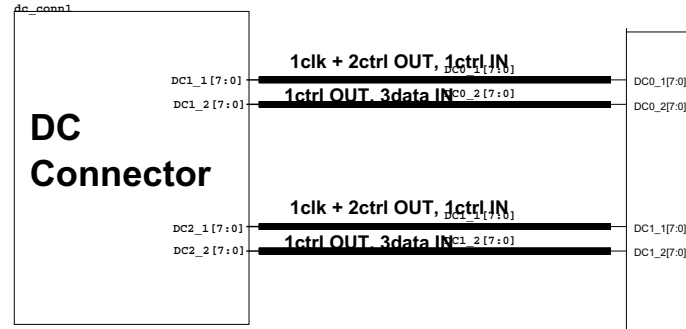 dc_conn1
1clk + 2ctrl OUT, 1ctrl IN
DC0_1[7:0]
DC1_1[7:0]
DC0_1[7:0]
1ctrl OUT, 3data IN
DC0_2[7:0]
DC1_2[7:0]
DC0_2[7:0]
DC
Connector
1clk + 2ctrl OUT, 1ctrl IN
DC1_1[7:0]
DC2_1[7:0]
DC1_1[7:0]
1ctrl OUT, 3data IN
DC1_2[7:0]
DC2_2[7:0]
DC1_2[7:0]